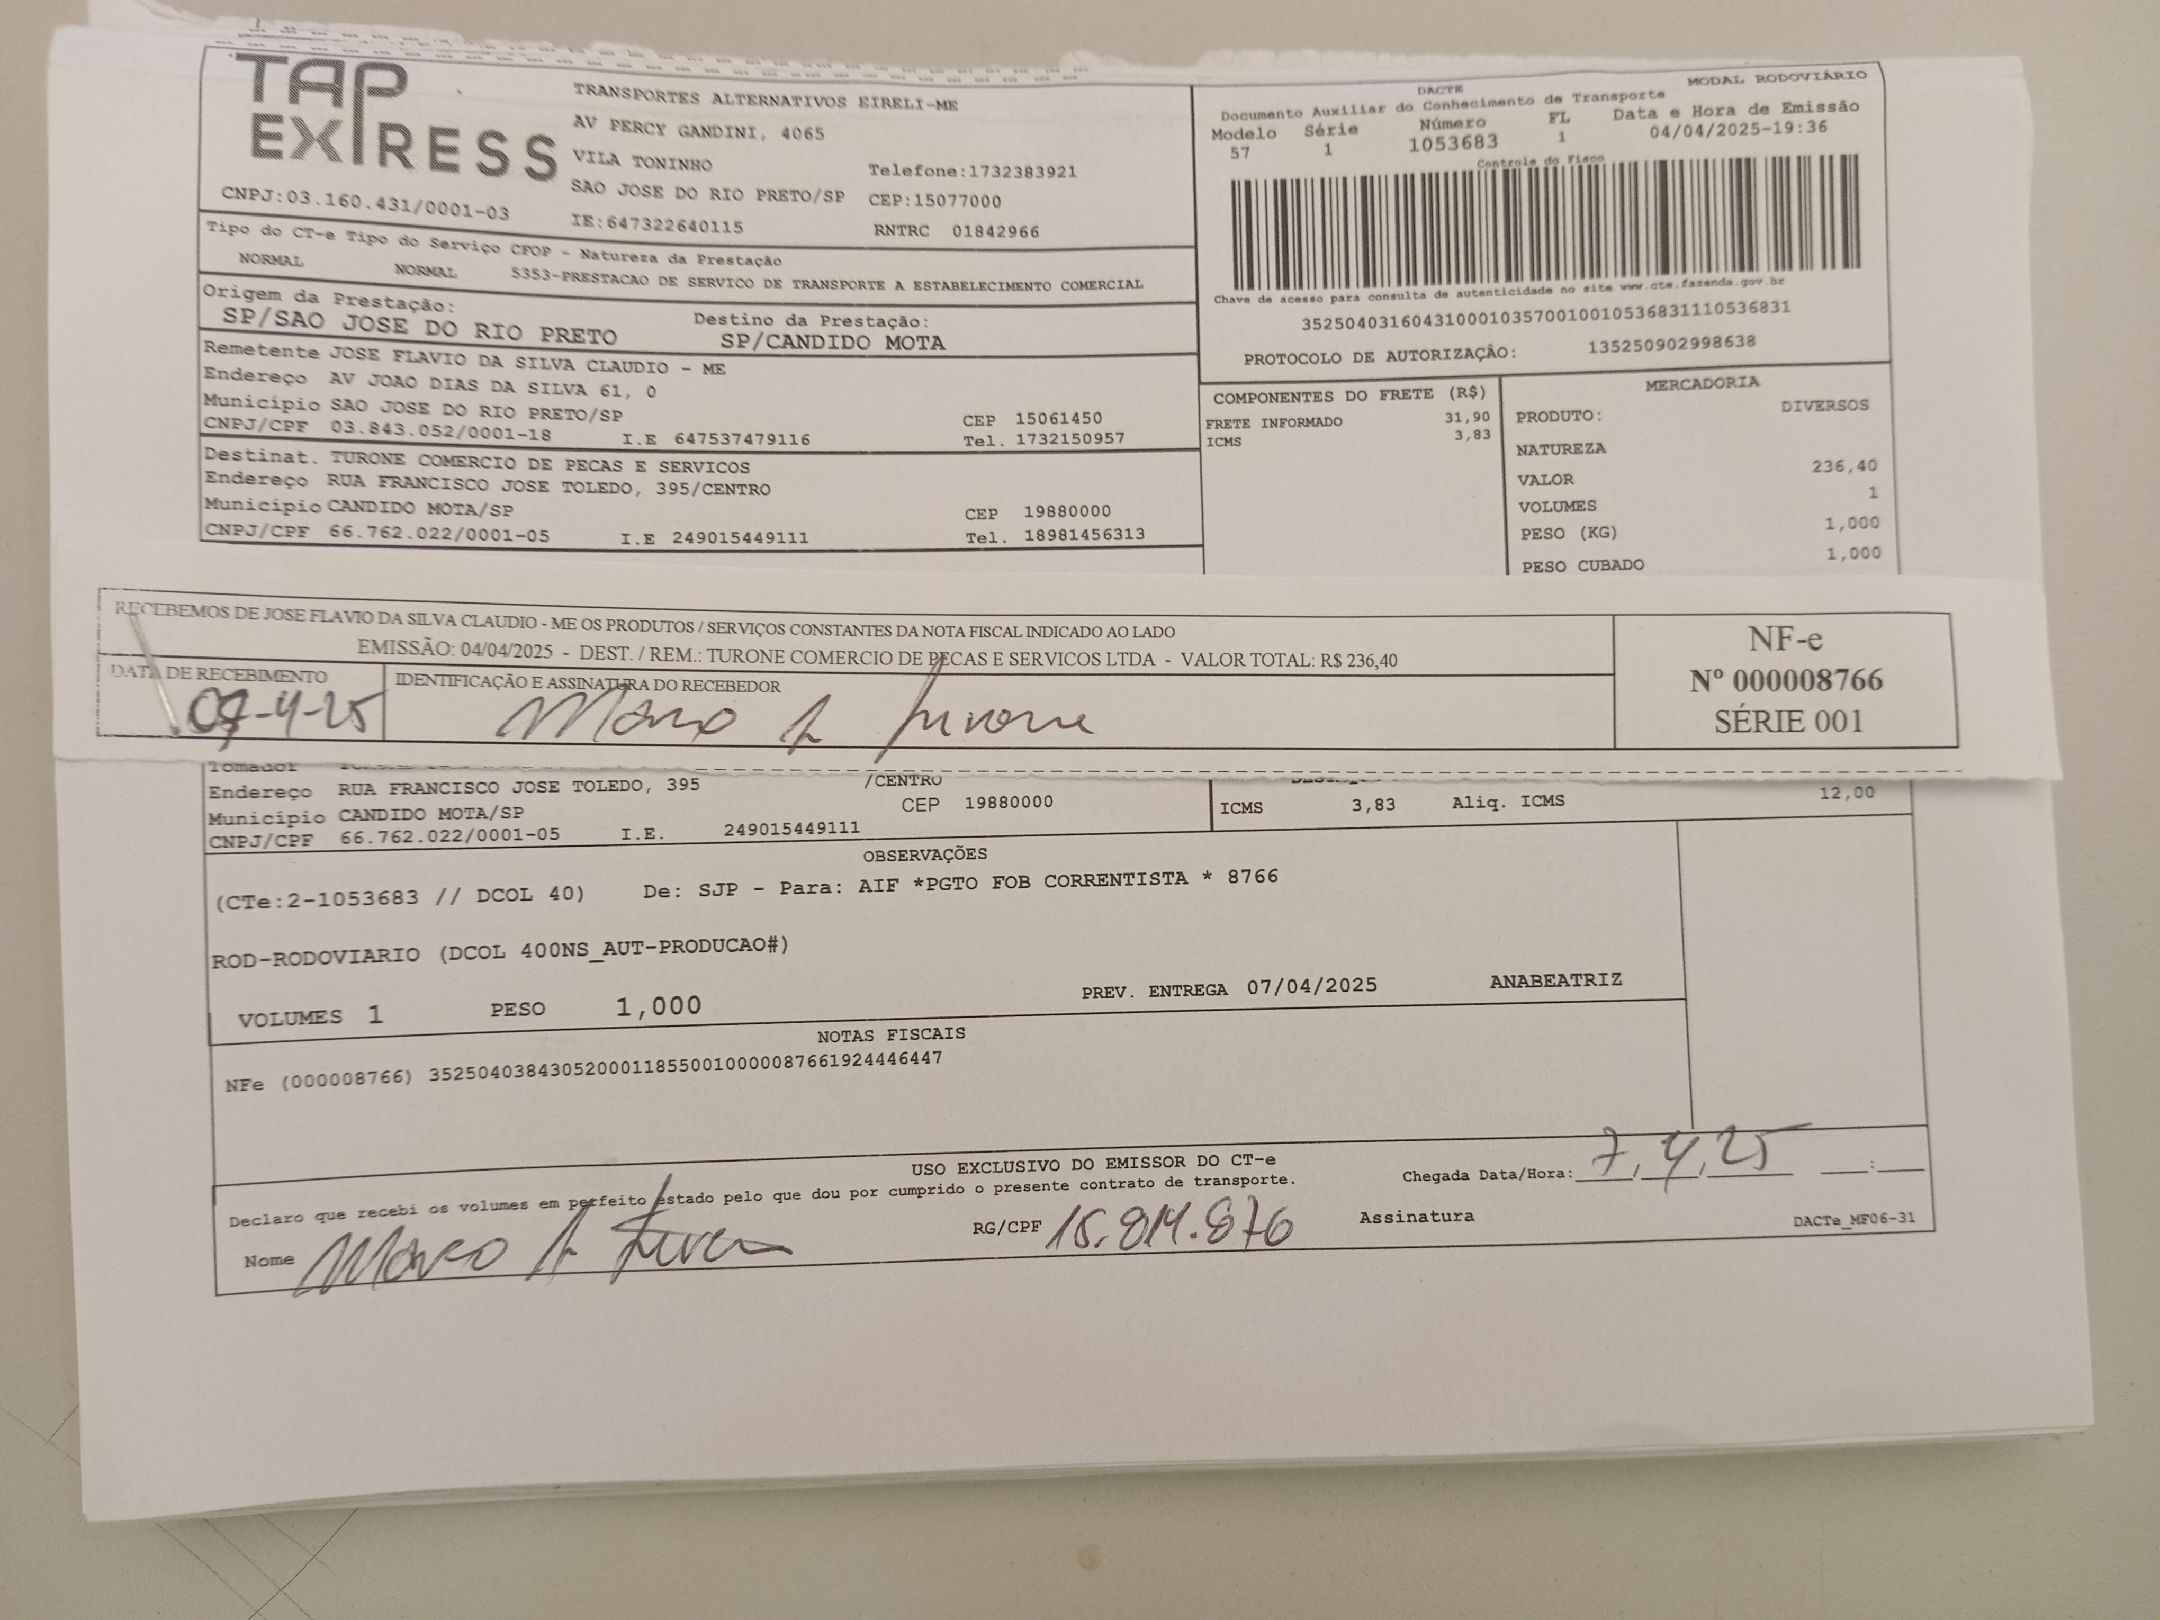 TAP
EXPRESS
CNPJ:03.160.431/0001-03
TRANSPORTES ALTERNATIVOS EIRELI-ME
AV PERCY GANDINI, 4065
VILA TONINHO
Telefone:1732383921
SAO JOSE DO RIO PRETO/SP CEP:15077000
IE:647322640115 RNTRC 01842966
DACTE MODAL RODOVIÁRIO
Documento Auxiliar do Conhecimento de Transporte
Modelo Série Número FL Data e Hora de Emissão
57 1 1053683 1 04/04/2025-19:36
Controle do Fisco
Chave de acesso para consulta de autenticidade no site www.cte.fazenda.gov.br
35250403160431000103570010010536831110536831
PROTOCOLO DE AUTORIZAÇÃO: 135250902998638
Tipo do CT-e Tipo do Serviço CFOP - Natureza da Prestação
NORMAL NORMAL 5353-PRESTACAO DE SERVICO DE TRANSPORTE A ESTABELECIMENTO COMERCIAL
Origem da Prestação: Destino da Prestação:
SP/SAO JOSE DO RIO PRETO SP/CANDIDO MOTA
Remetente JOSE FLAVIO DA SILVA CLAUDIO - ME
Endereço AV JOAO DIAS DA SILVA 61, 0
Município SAO JOSE DO RIO PRETO/SP CEP 15061450
CNPJ/CPF 03.843.052/0001-18 I.E 647537479116 Tel. 1732150957
Destinat. TURONE COMERCIO DE PECAS E SERVICOS
Endereço RUA FRANCISCO JOSE TOLEDO, 395/CENTRO
Município CANDIDO MOTA/SP CEP 19880000
CNPJ/CPF 66.762.022/0001-05 I.E 249015449111 Tel. 18981456313
COMPONENTES DO FRETE (R$)
FRETE INFORMADO 31,90
ICMS 3,83
MERCADORIA
PRODUTO: DIVERSOS
NATUREZA
VALOR 236,40
VOLUMES 1
PESO (KG) 1,000
PESO CUBADO 1,000
RECEBEMOS DE JOSE FLAVIO DA SILVA CLAUDIO - ME OS PRODUTOS / SERVIÇOS CONSTANTES DA NOTA FISCAL INDICADO AO LADO
EMISSÃO: 04/04/2025 - DEST. / REM.: TURONE COMERCIO DE PECAS E SERVICOS LTDA - VALOR TOTAL: R$ 236,40
DATA DE RECEBIMENTO IDENTIFICAÇÃO E ASSINATURA DO RECEBEDOR
07-4-25
NF-e
Nº 000008766
SÉRIE 001
Tomador
Endereço RUA FRANCISCO JOSE TOLEDO, 395 /CENTRO
Município CANDIDO MOTA/SP CEP 19880000
CNPJ/CPF 66.762.022/0001-05 I.E. 249015449111
ICMS 3,83 Aliq. ICMS 12,00
OBSERVAÇÕES
(CTe:2-1053683 // DCOL 40) De: SJP - Para: AIF *PGTO FOB CORRENTISTA * 8766
ROD-RODOVIARIO (DCOL 400NS_AUT-PRODUCAO#)
VOLUMES 1 PESO 1,000 PREV. ENTREGA 07/04/2025 ANABEATRIZ
NOTAS FISCAIS
NFe (000008766) 35250403843052000118550010000087661924446447
USO EXCLUSIVO DO EMISSOR DO CT-e
Declaro que recebi os volumes em perfeito estado pelo que dou por cumprido o presente contrato de transporte.
Chegada Data/Hora: 7/4/25 __:__
Nome RG/CPF 15.814.876 Assinatura
DACTe_MF06-31